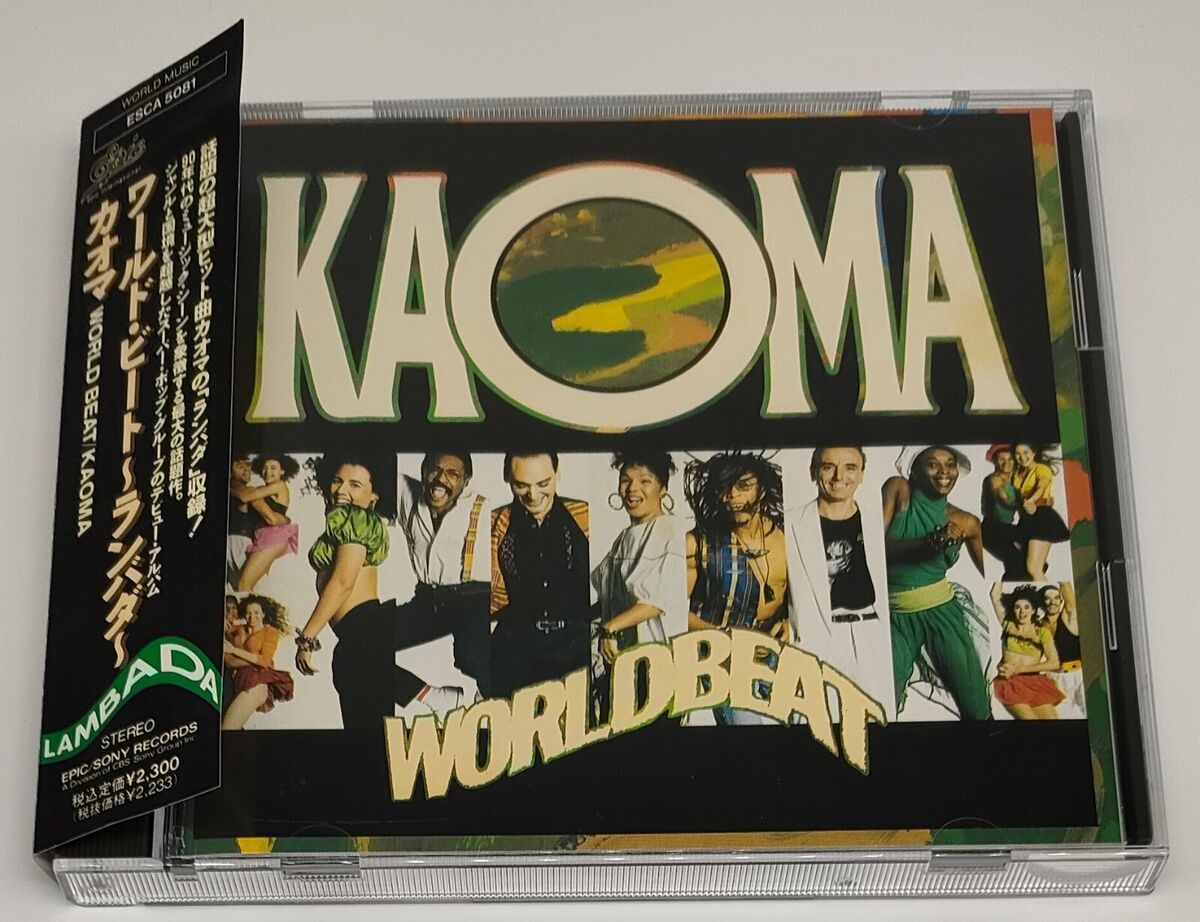 WORLD MUSIC
ESCA 5081
話題の超大型ヒット曲カオマの「ランバダ」収録!
90年代のミュージック・シーンを象徴する最大の話題作。
ジャンルと国境を超越したスーパー・ポップ・グループのデビュー・アルバム
ワールド・ビート〜ランバダ〜
カオマ WORLD BEAT/KAOMA
LAMBADA
STEREO
EPIC/SONY RECORDS
A Division of CBS Sony Group Inc.
税込定価¥2,300
(税抜価格¥2,233)
KAOMA
WORLDBEAT